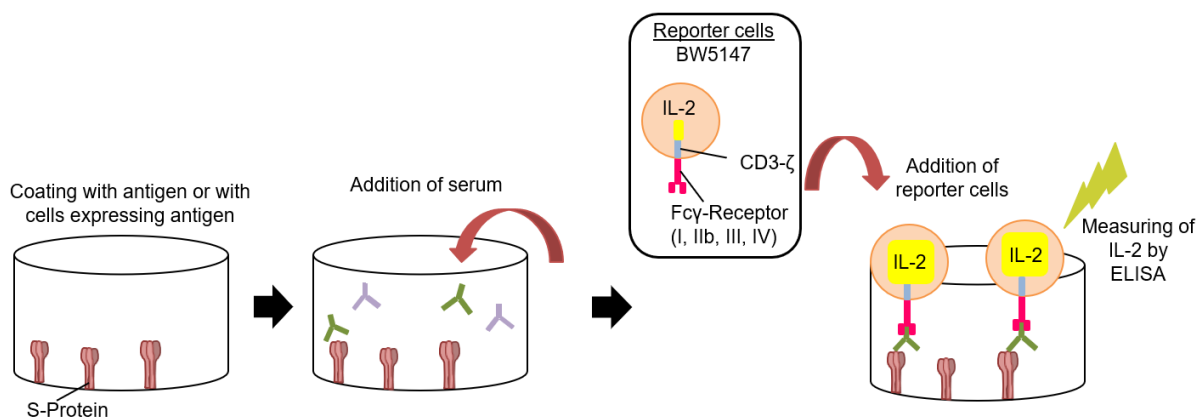 Coating with antigen or with
cells expressing antigen
S-Protein
Addition of serum
Reporter cells
BW5147
IL-2
CD3-ζ
Fcγ-Receptor
(I, IIb, III, IV)
Addition of
reporter cells
IL-2
IL-2
Measuring of
IL-2 by
ELISA